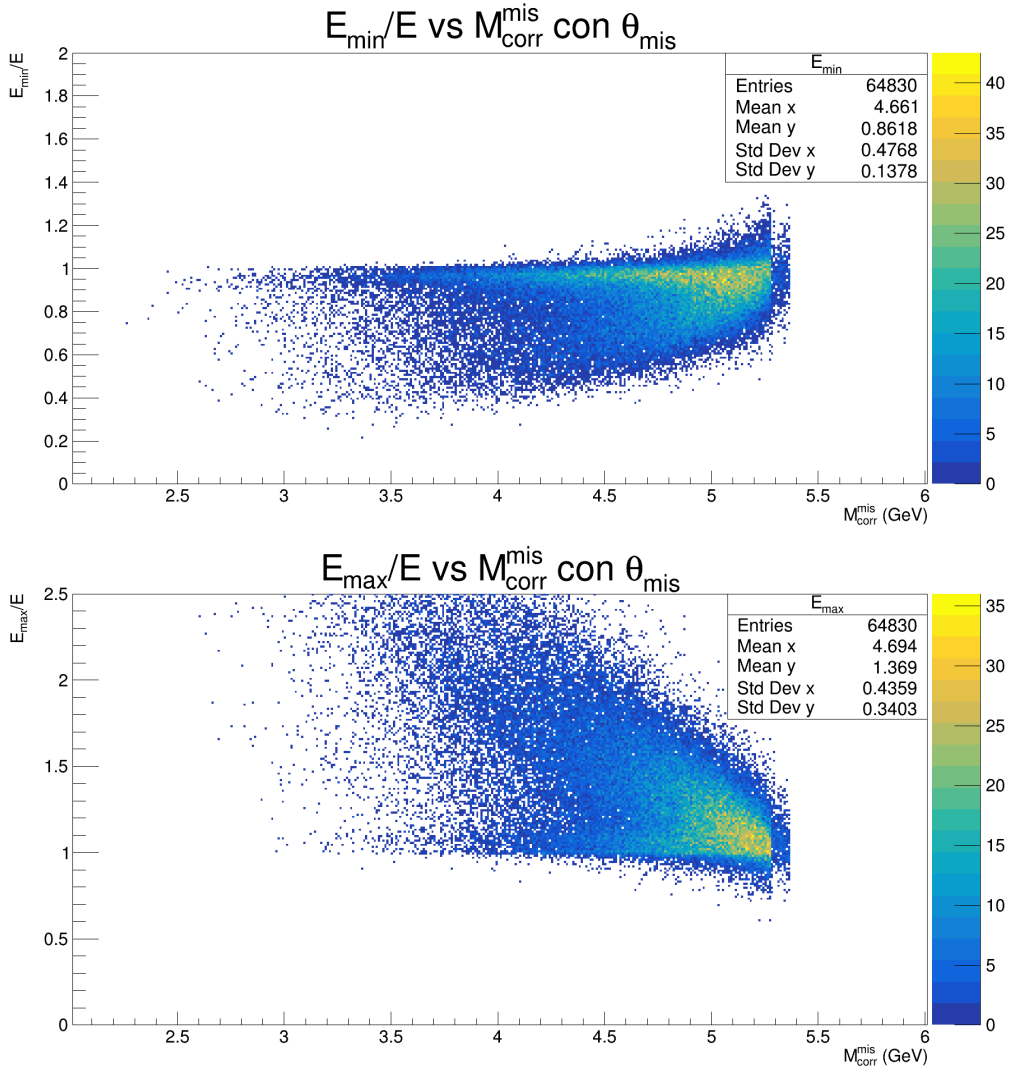 E_min/E vs M_corr^mis con θ_mis
E_min/E
2
1.8
1.6
1.4
1.2
1
0.8
0.6
0.4
0.2
0
2.5 3 3.5 4 4.5 5 5.5 6
M_corr^mis (GeV)
E_min
Entries 64830
Mean x 4.661
Mean y 0.8618
Std Dev x 0.4768
Std Dev y 0.1378
40
35
30
25
20
15
10
5
0
E_max/E vs M_corr^mis con θ_mis
E_max/E
2.5
2
1.5
1
0.5
0
2.5 3 3.5 4 4.5 5 5.5 6
M_corr^mis (GeV)
E_max
Entries 64830
Mean x 4.694
Mean y 1.369
Std Dev x 0.4359
Std Dev y 0.3403
35
30
25
20
15
10
5
0